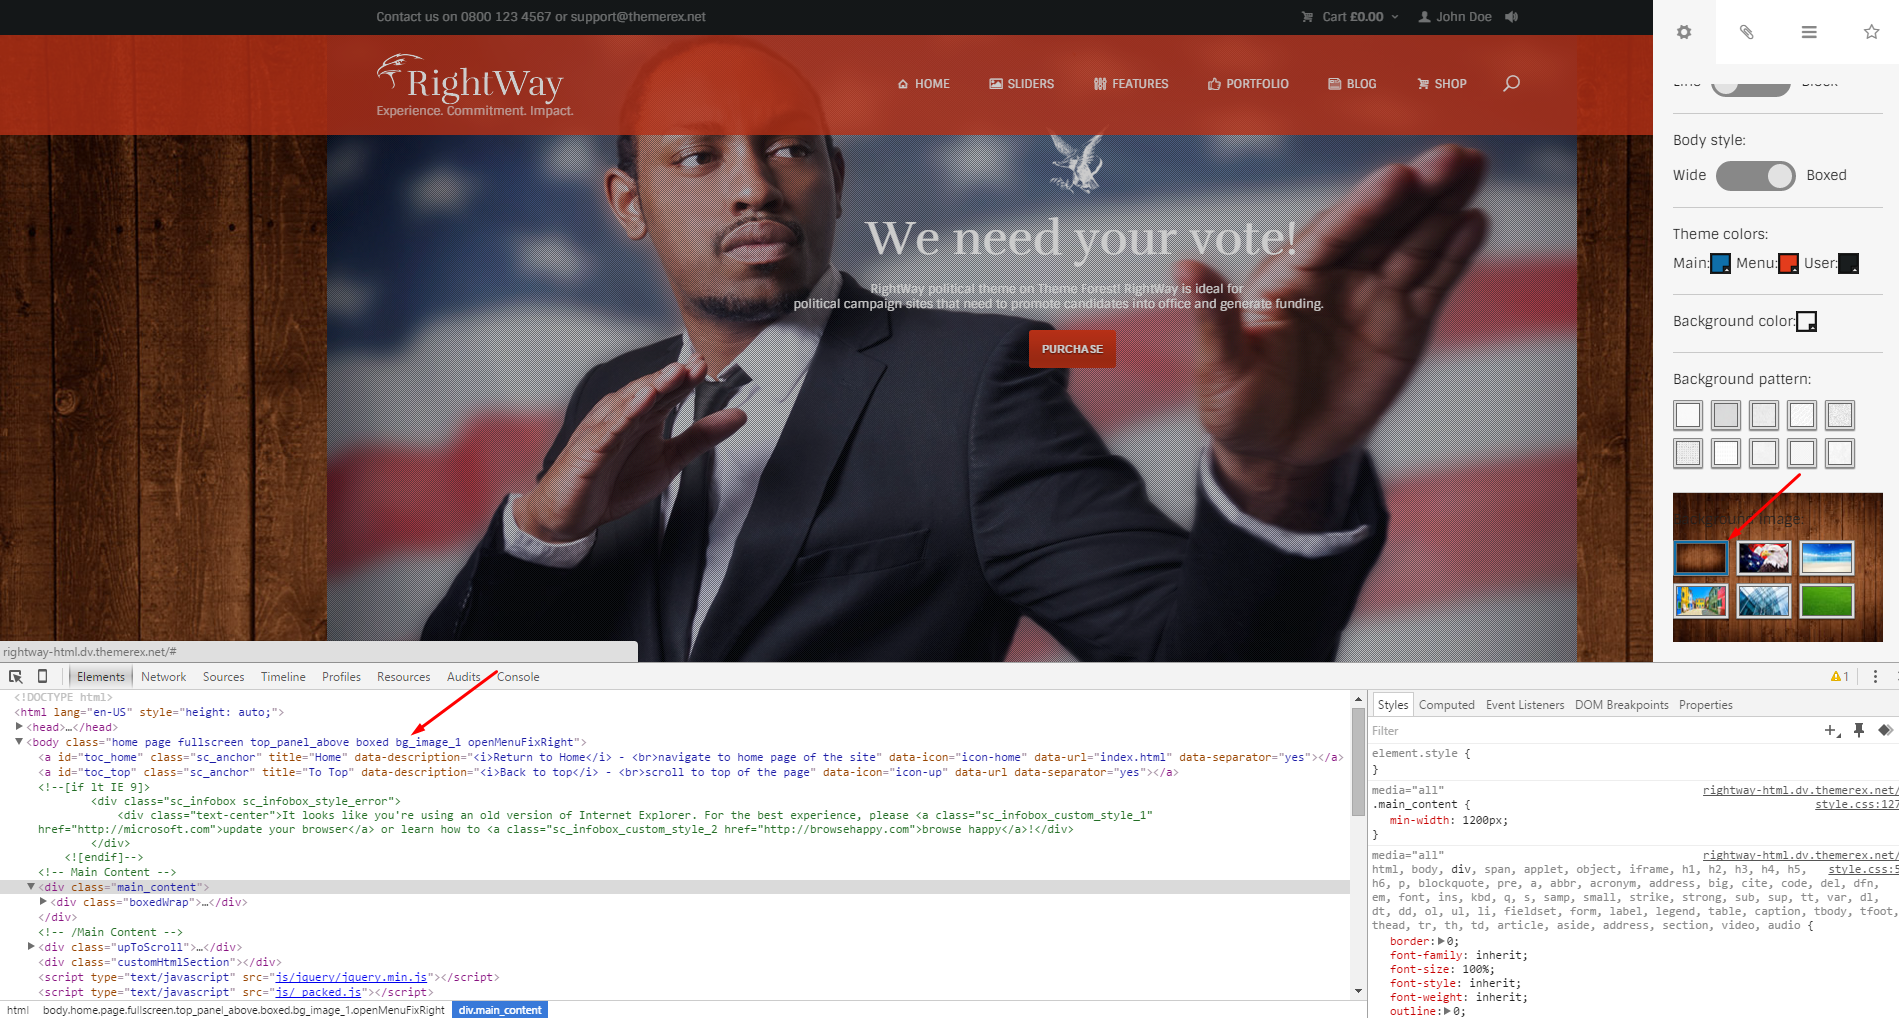 Contact us on 0800 123 4567 or support@themerex.net
Cart £0.00
John Doe
RightWay
Experience. Commitment. Impact.
HOME
SLIDERS
FEATURES
PORTFOLIO
BLOG
SHOP
We need your vote!
RightWay political theme on Theme Forest! RightWay is ideal for
political campaign sites that need to promote candidates into office and generate funding.
PURCHASE
Body style:
Wide
Boxed
Theme colors:
Main:
Menu:
User:
Background color:
Background pattern:
Background image:
rightway-html.dv.themerex.net/#
Elements
Network
Sources
Timeline
Profiles
Resources
Audits
Console
1
<!DOCTYPE html>
<html lang="en-US" style="height: auto;">
<head>…</head>
<body class="home page fullscreen top_panel_above boxed bg_image_1 openMenuFixRight">
<a id="toc_home" class="sc_anchor" title="Home" data-description="<i>Return to Home</i> - <br>navigate to home page of the site" data-icon="icon-home" data-url="index.html" data-separator="yes"></a>
<a id="toc_top" class="sc_anchor" title="To Top" data-description="<i>Back to top</i> - <br>scroll to top of the page" data-icon="icon-up" data-url data-separator="yes"></a>
<!--[if lt IE 9]>
<div class="sc_infobox sc_infobox_style_error">
<div class="text-center">It looks like you're using an old version of Internet Explorer. For the best experience, please <a class="sc_infobox_custom_style_1"
href="http://microsoft.com">update your browser</a> or learn how to <a class="sc_infobox_custom_style_2 href="http://browsehappy.com">browse happy</a>!</div>
</div>
<![endif]-->
<!-- Main Content -->
<div class="main_content">
<div class="boxedWrap">…</div>
</div>
<!-- /Main Content -->
<div class="upToScroll">…</div>
<div class="customHtmlSection"></div>
<script type="text/javascript" src="js/jquery/jquery.min.js"></script>
<script type="text/javascript" src="js/_packed.js"></script>
html
body.home.page.fullscreen.top_panel_above.boxed.bg_image_1.openMenuFixRight
div.main_content
Styles
Computed
Event Listeners
DOM Breakpoints
Properties
Filter
element.style {
}
media="all"
rightway-html.dv.themerex.net/
.main_content {
style.css:127
min-width: 1200px;
}
media="all"
rightway-html.dv.themerex.net/
html, body, div, span, applet, object, iframe, h1, h2, h3, h4, h5,
style.css:5
h6, p, blockquote, pre, a, abbr, acronym, address, big, cite, code, del, dfn,
em, font, ins, kbd, q, s, samp, small, strike, strong, sub, sup, tt, var, dl,
dt, dd, ol, ul, li, fieldset, form, label, legend, table, caption, tbody, tfoot,
thead, tr, th, td, article, aside, address, section, video, audio {
border: 0;
font-family: inherit;
font-size: 100%;
font-style: inherit;
font-weight: inherit;
outline: 0;